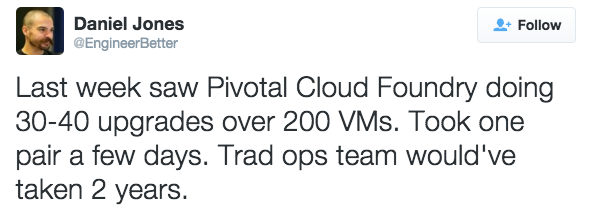 Daniel Jones
@EngineerBetter
Follow
Last week saw Pivotal Cloud Foundry doing
30-40 upgrades over 200 VMs. Took one
pair a few days. Trad ops team would've
taken 2 years.